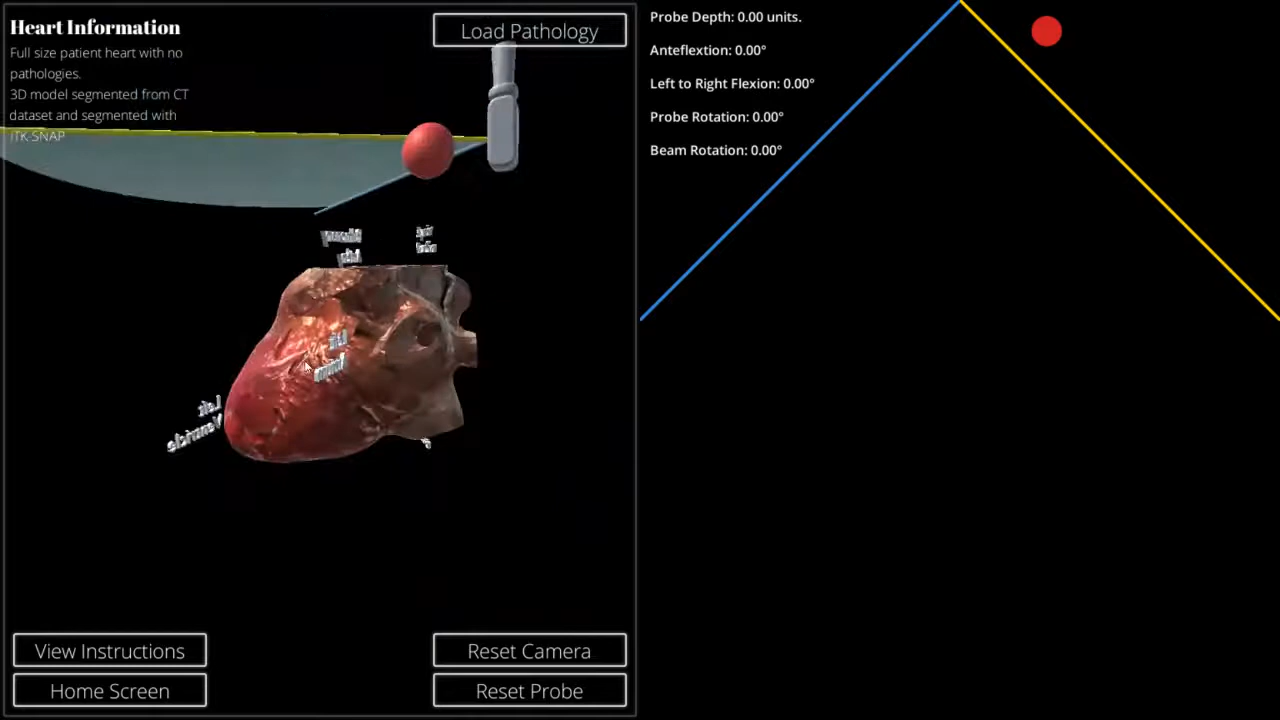 Heart Information
Full size patient heart with no
pathologies.
3D model segmented from CT
dataset and segmented with
ITK-SNAP
Load Pathology
Left
Ventricle
View Instructions
Home Screen
Reset Camera
Reset Probe
Probe Depth: 0.00 units.
Anteflextion: 0.00°
Left to Right Flexion: 0.00°
Probe Rotation: 0.00°
Beam Rotation: 0.00°